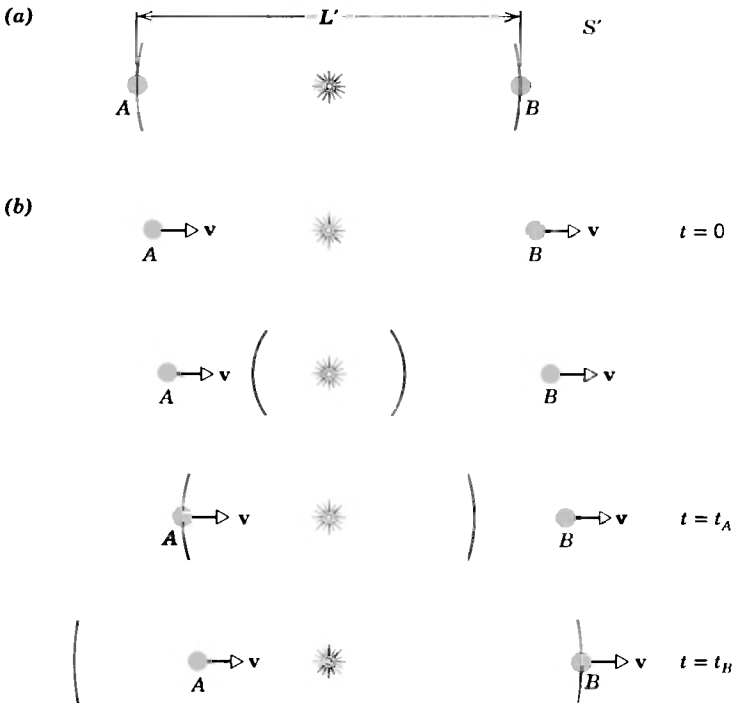 (a) L' S'
A B
(b)
v v t = 0
A B
v v
A B
v v t = t_A
A B
v v t = t_B
A B